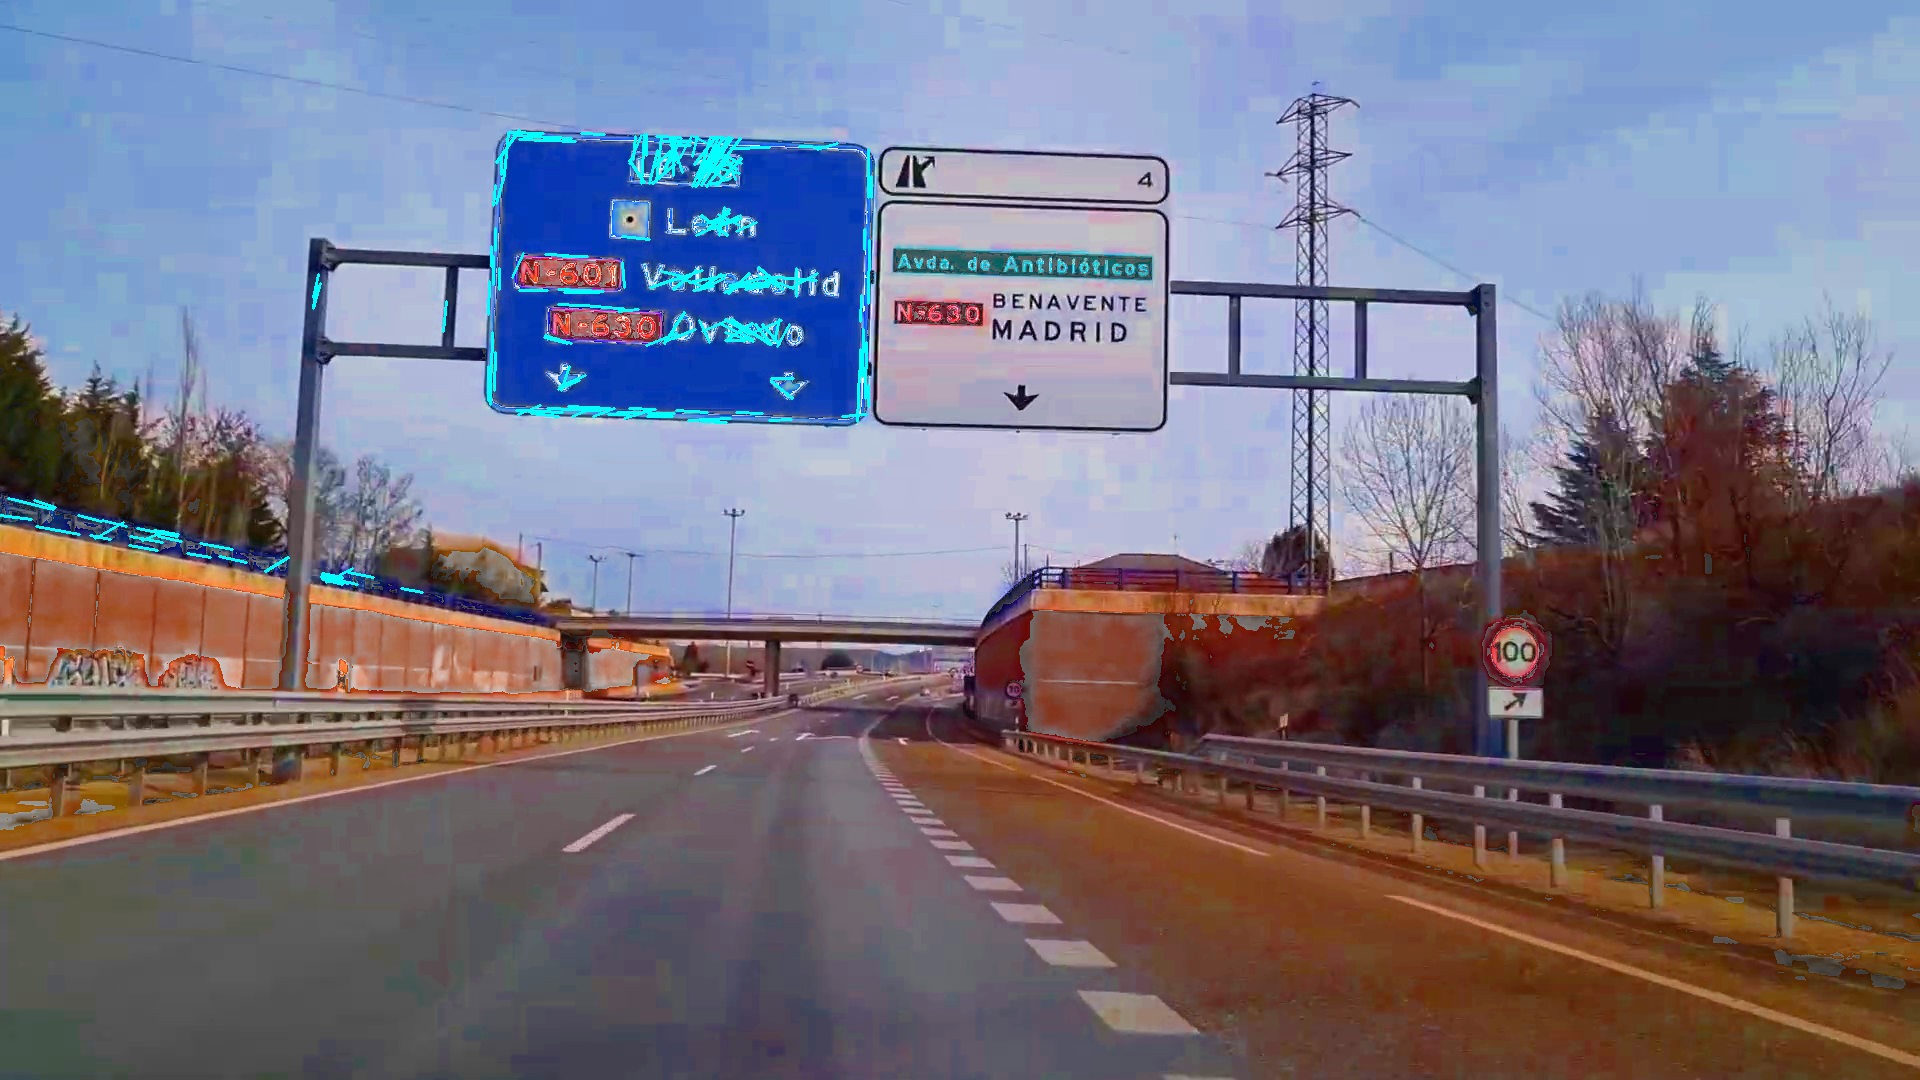 León
N-601 Valladolid
N-630 Oviedo
4
Avda. de Antibióticos
N-630 BENAVENTE
MADRID
100